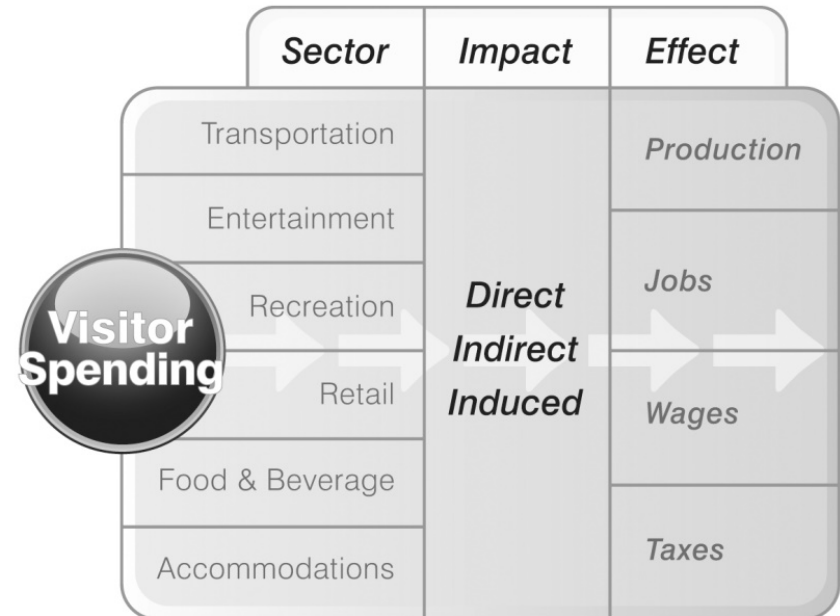 Sector
Impact
Effect
Transportation
Entertainment
Recreation
Retail
Food & Beverage
Accommodations
Visitor
Spending
Direct
Indirect
Induced
Production
Jobs
Wages
Taxes